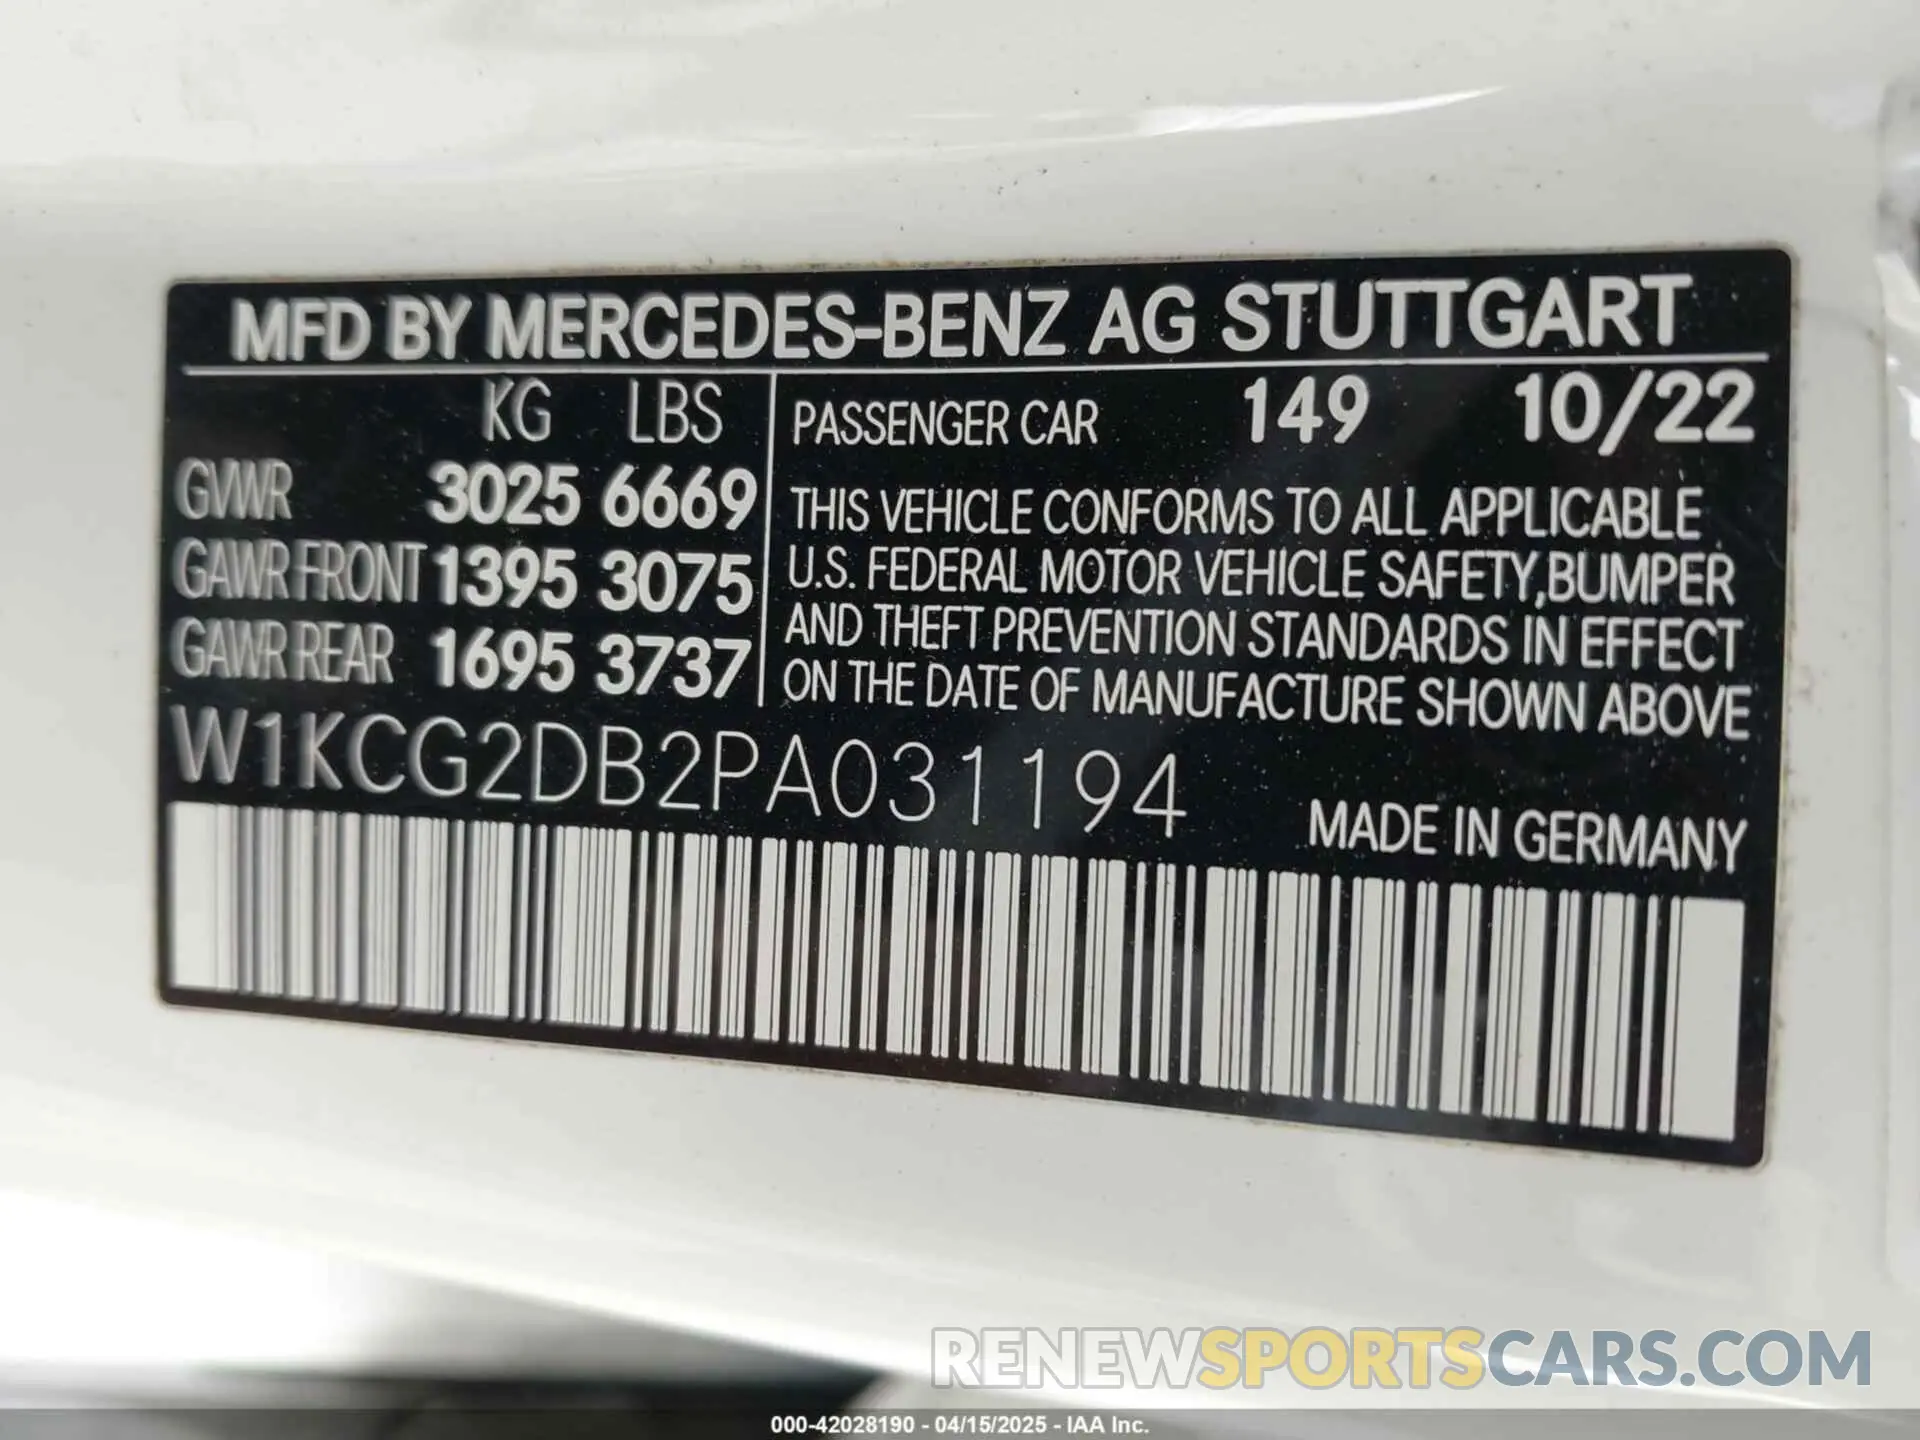 MFD BY MERCEDES-BENZ AG STUTTGART
KG LBS
GVWR 3025 6669
GAWR FRONT 1395 3075
GAWR REAR 1695 3737
PASSENGER CAR 149 10/22
THIS VEHICLE CONFORMS TO ALL APPLICABLE
U.S. FEDERAL MOTOR VEHICLE SAFETY,BUMPER
AND THEFT PREVENTION STANDARDS IN EFFECT
ON THE DATE OF MANUFACTURE SHOWN ABOVE
W1KCG2DB2PA031194
MADE IN GERMANY
RENEWSPORTSCARS.COM
000-42028190 - 04/15/2025 - IAA Inc.